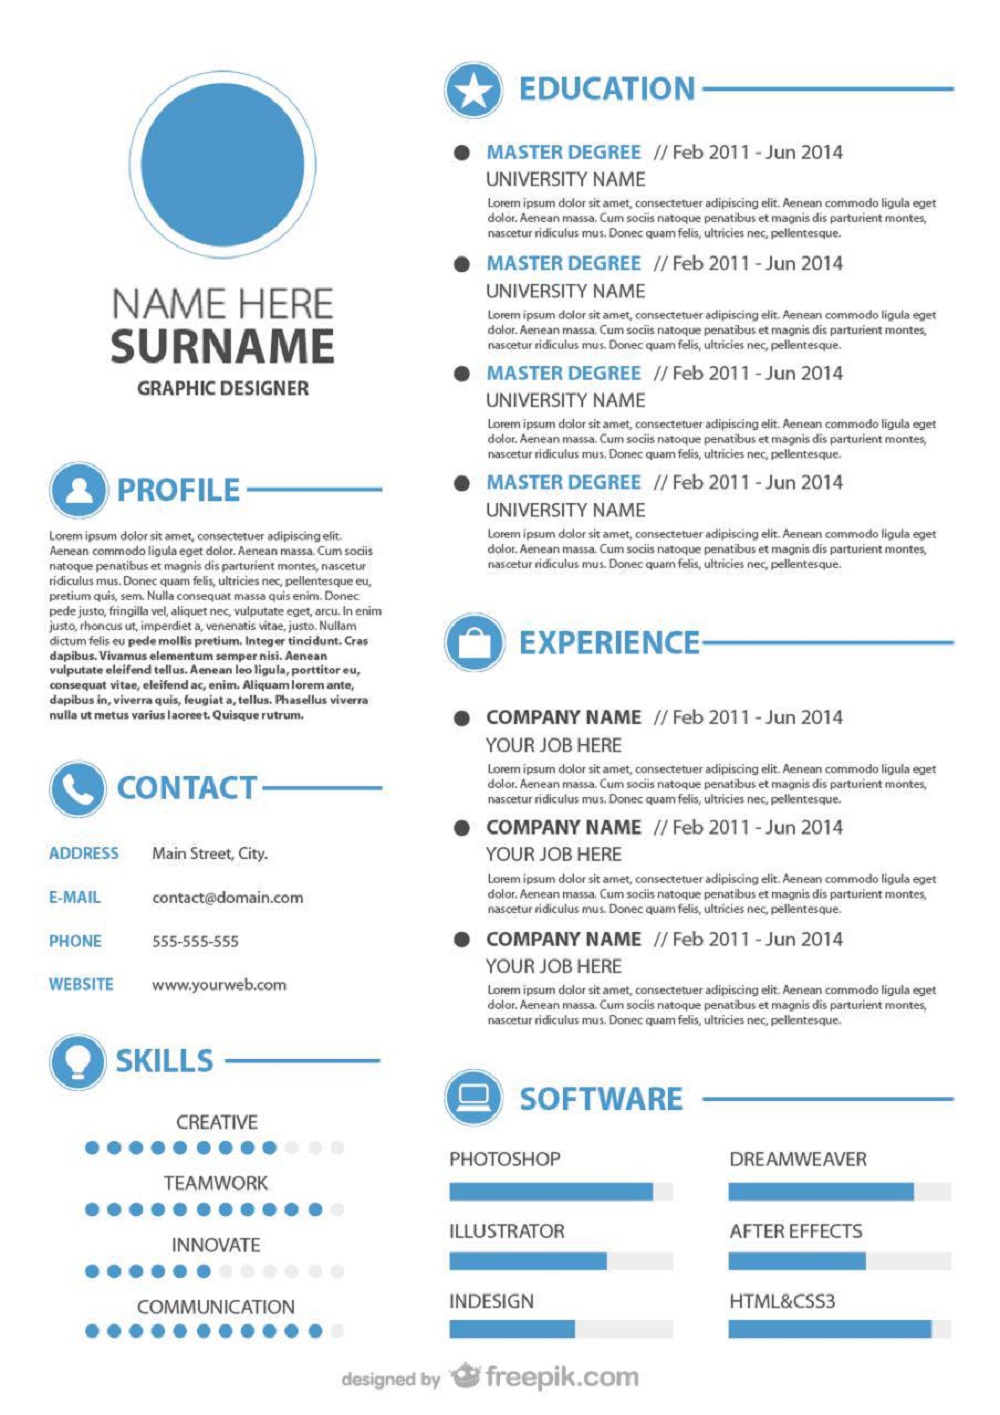 NAME HERE
SURNAME
GRAPHIC DESIGNER
PROFILE
Lorem ipsum dolor sit amet, consectetuer adipiscing elit.
Aenean commodo ligula eget dolor. Aenean massa. Cum sociis
natoque penatibus et magnis dis parturient montes, nascetur
ridiculus mus. Donec quam felis, ultricies nec, pellentesque eu,
pretium quis, sem. Nulla consequat massa quis enim. Donec
pede justo, fringilla vel, aliquet nec, vulputate eget, arcu. In enim
justo, rhoncus ut, imperdiet a, venenatis vitae, justo. Nullam
dictum felis eu pede mollis pretium. Integer tincidunt. Cras
dapibus. Vivamus elementum semper nisi. Aenean
vulputate eleifend tellus. Aenean leo ligula, porttitor eu,
consequat vitae, eleifend ac, enim. Aliquam lorem ante,
dapibus in, viverra quis, feugiat a, tellus. Phasellus viverra
nulla ut metus varius laoreet. Quisque rutrum.
CONTACT
ADDRESS Main Street, City.
E-MAIL contact@domain.com
PHONE 555-555-555
WEBSITE www.yourweb.com
SKILLS
CREATIVE
TEAMWORK
INNOVATE
COMMUNICATION
EDUCATION
MASTER DEGREE // Feb 2011 - Jun 2014
UNIVERSITY NAME
Lorem ipsum dolor sit amet, consectetuer adipiscing elit. Aenean commodo ligula eget
dolor. Aenean massa. Cum sociis natoque penatibus et magnis dis parturient montes,
nascetur ridiculus mus. Donec quam felis, ultricies nec, pellentesque.
MASTER DEGREE // Feb 2011 - Jun 2014
UNIVERSITY NAME
Lorem ipsum dolor sit amet, consectetuer adipiscing elit. Aenean commodo ligula eget
dolor. Aenean massa. Cum sociis natoque penatibus et magnis dis parturient montes,
nascetur ridiculus mus. Donec quam felis, ultricies nec, pellentesque.
MASTER DEGREE // Feb 2011 - Jun 2014
UNIVERSITY NAME
Lorem ipsum dolor sit amet, consectetuer adipiscing elit. Aenean commodo ligula eget
dolor. Aenean massa. Cum sociis natoque penatibus et magnis dis parturient montes,
nascetur ridiculus mus. Donec quam felis, ultricies nec, pellentesque.
MASTER DEGREE // Feb 2011 - Jun 2014
UNIVERSITY NAME
Lorem ipsum dolor sit amet, consectetuer adipiscing elit. Aenean commodo ligula eget
dolor. Aenean massa. Cum sociis natoque penatibus et magnis dis parturient montes,
nascetur ridiculus mus. Donec quam felis, ultricies nec, pellentesque.
EXPERIENCE
COMPANY NAME // Feb 2011 - Jun 2014
YOUR JOB HERE
Lorem ipsum dolor sit amet, consectetuer adipiscing elit. Aenean commodo ligula eget
dolor. Aenean massa. Cum sociis natoque penatibus et magnis dis parturient montes,
nascetur ridiculus mus. Donec quam felis, ultricies nec, pellentesque.
COMPANY NAME // Feb 2011 - Jun 2014
YOUR JOB HERE
Lorem ipsum dolor sit amet, consectetuer adipiscing elit. Aenean commodo ligula eget
dolor. Aenean massa. Cum sociis natoque penatibus et magnis dis parturient montes,
nascetur ridiculus mus. Donec quam felis, ultricies nec, pellentesque.
COMPANY NAME // Feb 2011 - Jun 2014
YOUR JOB HERE
Lorem ipsum dolor sit amet, consectetuer adipiscing elit. Aenean commodo ligula eget
dolor. Aenean massa. Cum sociis natoque penatibus et magnis dis parturient montes,
nascetur ridiculus mus. Donec quam felis, ultricies nec, pellentesque.
SOFTWARE
PHOTOSHOP DREAMWEAVER
ILLUSTRATOR AFTER EFFECTS
INDESIGN HTML&CSS3
designed by freepik.com